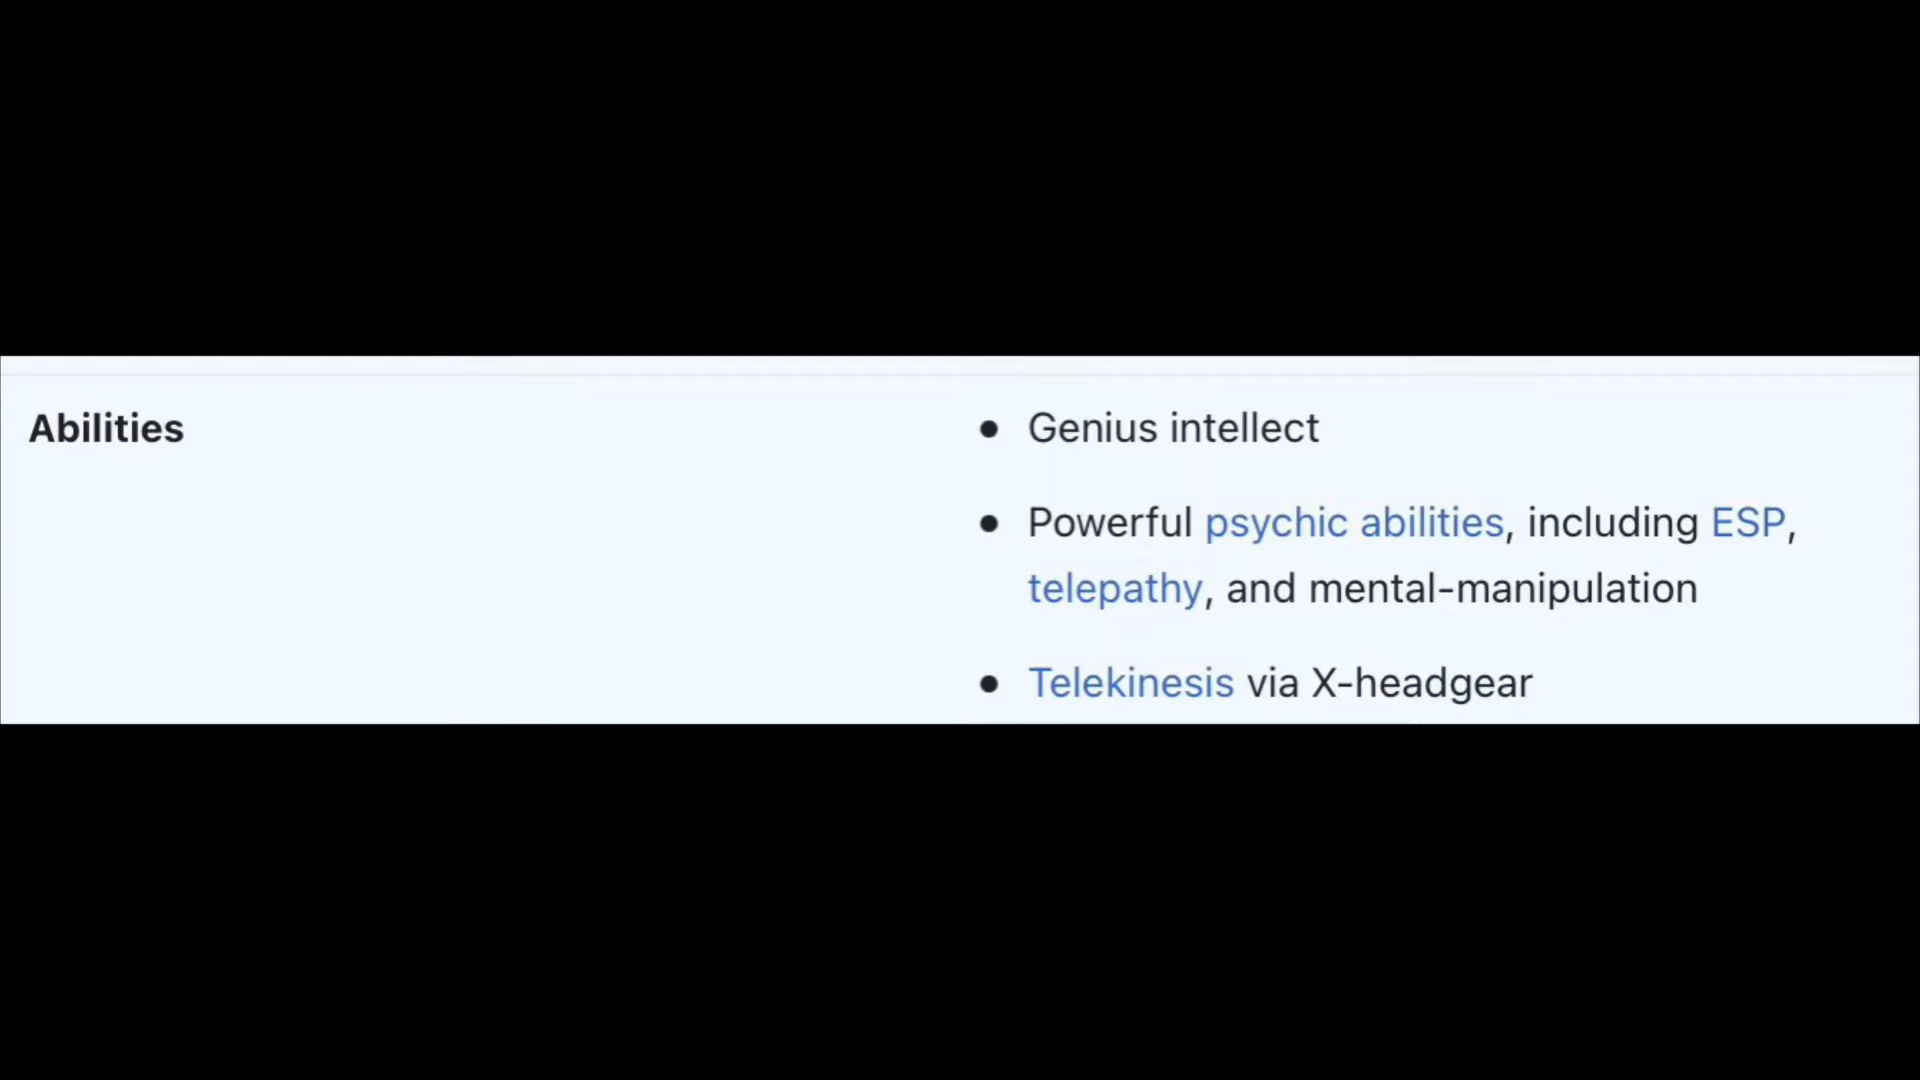 Abilities
• Genius intellect
• Powerful psychic abilities, including ESP,
telepathy, and mental-manipulation
• Telekinesis via X-headgear